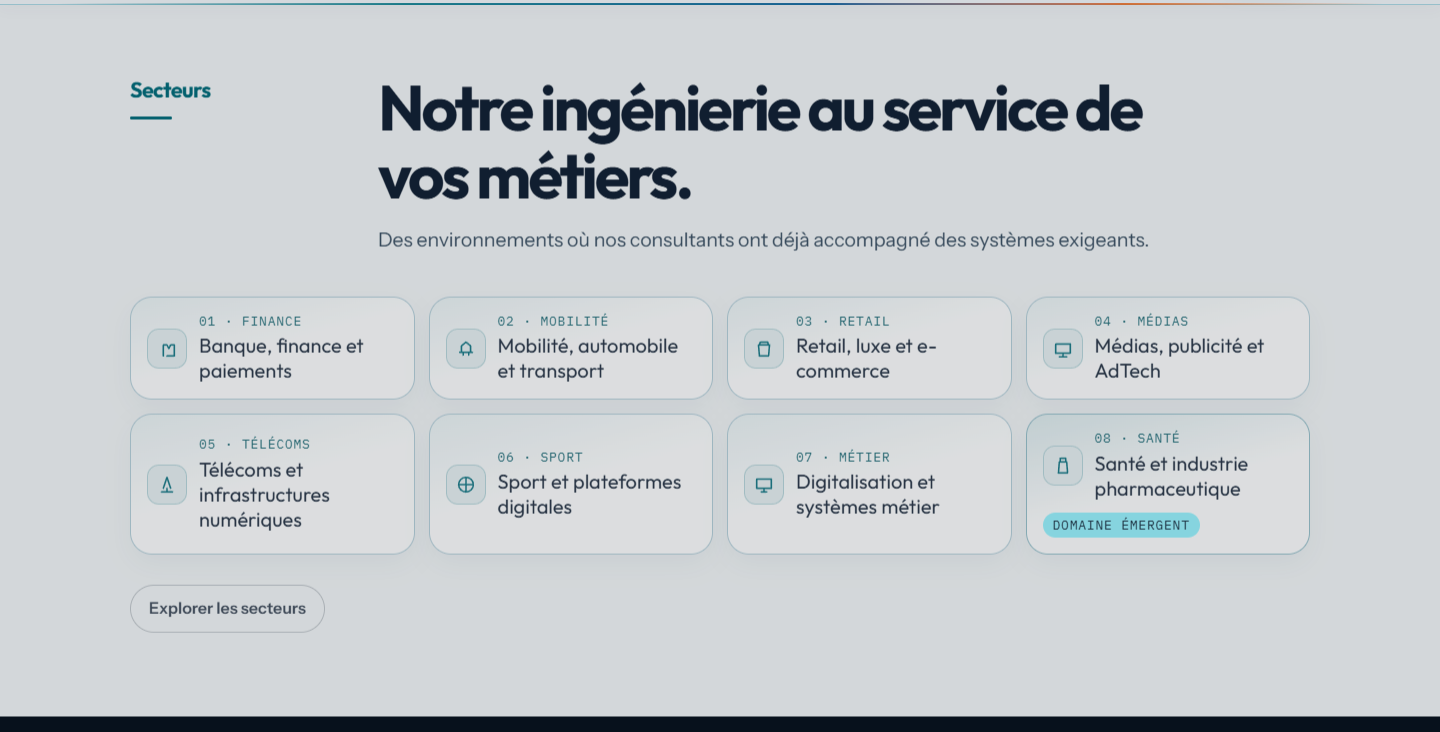 Secteurs
Notre ingénierie au service de
vos métiers.
Des environnements où nos consultants ont déjà accompagné des systèmes exigeants.
01 · FINANCE
Banque, finance et
paiements
02 · MOBILITÉ
Mobilité, automobile
et transport
03 · RETAIL
Retail, luxe et e-
commerce
04 · MÉDIAS
Médias, publicité et
AdTech
05 · TÉLÉCOMS
Télécoms et
infrastructures
numériques
06 · SPORT
Sport et plateformes
digitales
07 · MÉTIER
Digitalisation et
systèmes métier
08 · SANTÉ
Santé et industrie
pharmaceutique
DOMAINE ÉMERGENT
Explorer les secteurs